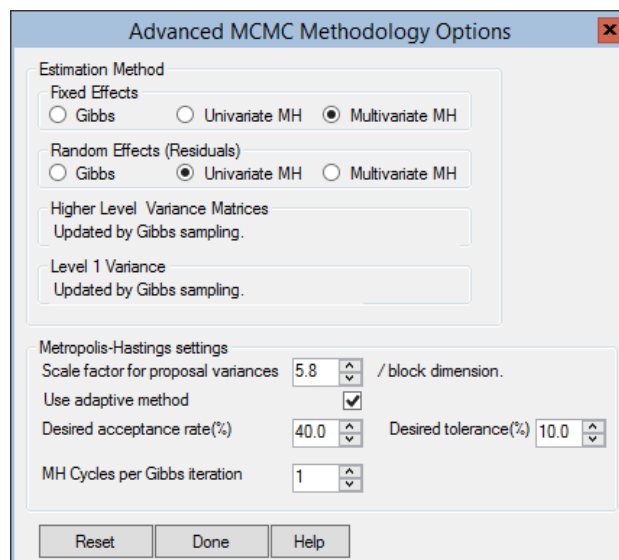 Advanced MCMC Methodology Options
Estimation Method
Fixed Effects
Gibbs Univariate MH Multivariate MH
Random Effects (Residuals)
Gibbs Univariate MH Multivariate MH
Higher Level Variance Matrices
Updated by Gibbs sampling.
Level 1 Variance
Updated by Gibbs sampling.
Metropolis-Hastings settings
Scale factor for proposal variances 5.8 / block dimension.
Use adaptive method
Desired acceptance rate(%) 40.0 Desired tolerance(%) 10.0
MH Cycles per Gibbs iteration 1
Reset Done Help